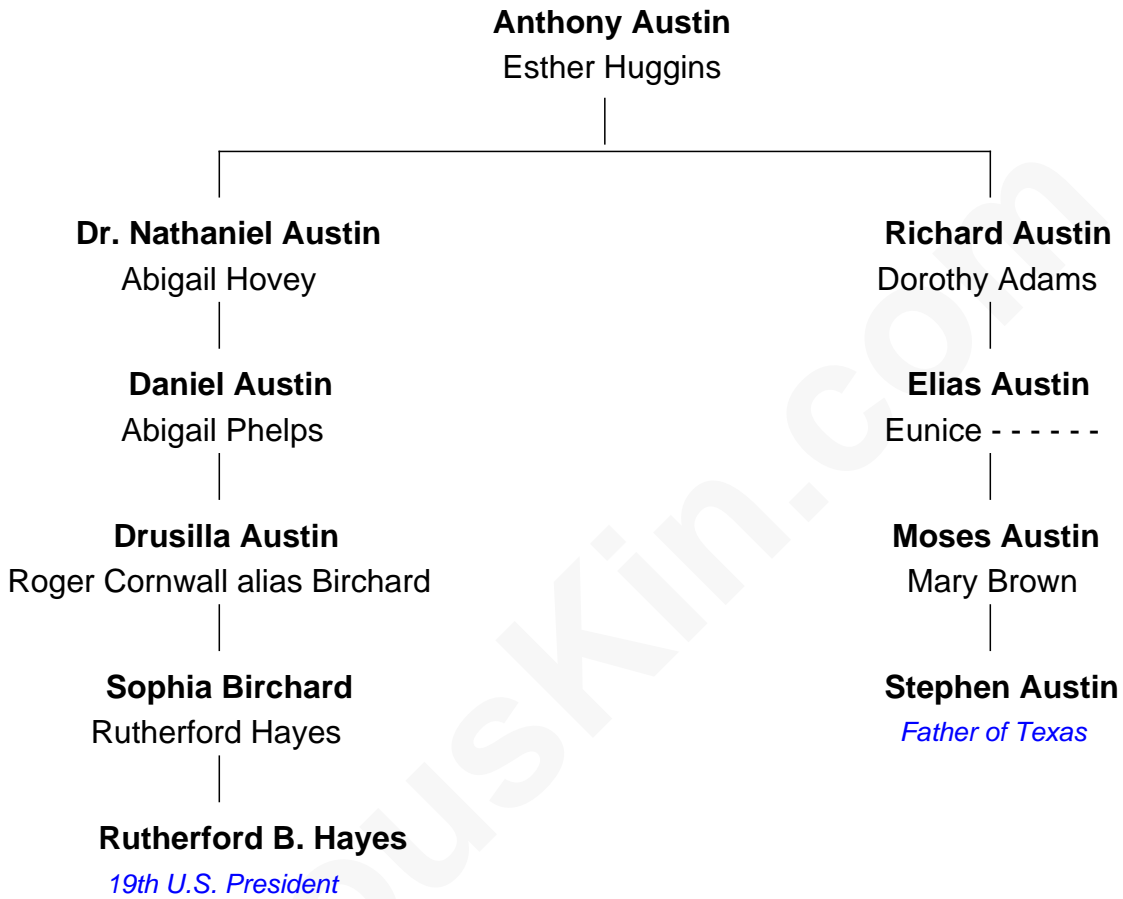 Anthony Austin
Esther Huggins
Dr. Nathaniel Austin
Abigail Hovey
Richard Austin
Dorothy Adams
Daniel Austin
Abigail Phelps
Elias Austin
Eunice - - - - - -
Drusilla Austin
Roger Cornwall alias Birchard
Moses Austin
Mary Brown
Sophia Birchard
Rutherford Hayes
Stephen Austin
Father of Texas
Rutherford B. Hayes
19th U.S. President
ousKin.com